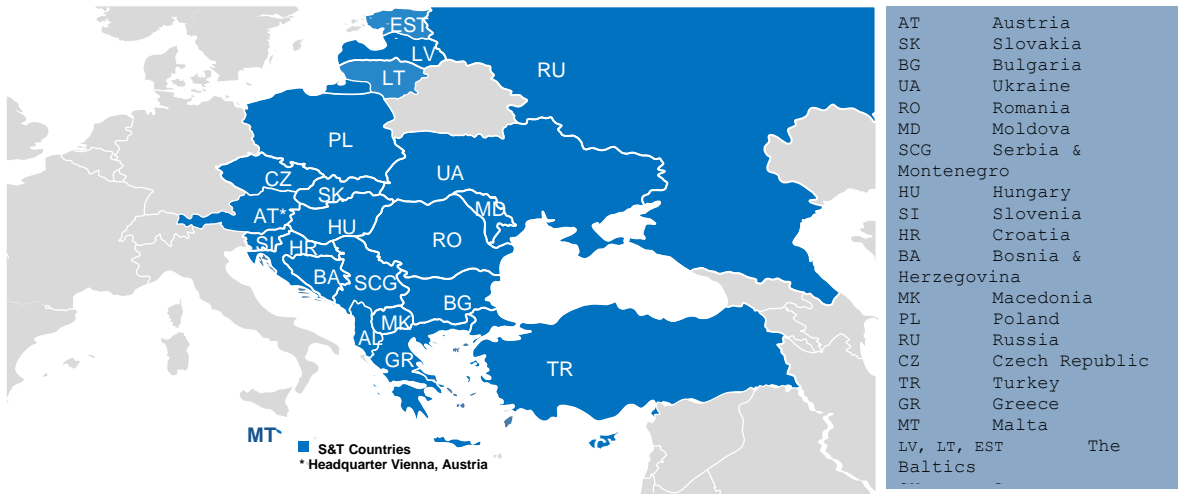 EST
LV
LT
RU
PL
UA
CZ
SK
AT*
MD
HU
RO
SI
HR
BA
SCG
BG
MK
AL
GR
TR
MT
S&T Countries
* Headquarter Vienna, Austria
AT Austria
SK Slovakia
BG Bulgaria
UA Ukraine
RO Romania
MD Moldova
SCG Serbia &
Montenegro
HU Hungary
SI Slovenia
HR Croatia
BA Bosnia &
Herzegovina
MK Macedonia
PL Poland
RU Russia
CZ Czech Republic
TR Turkey
GR Greece
MT Malta
LV, LT, EST The
Baltics